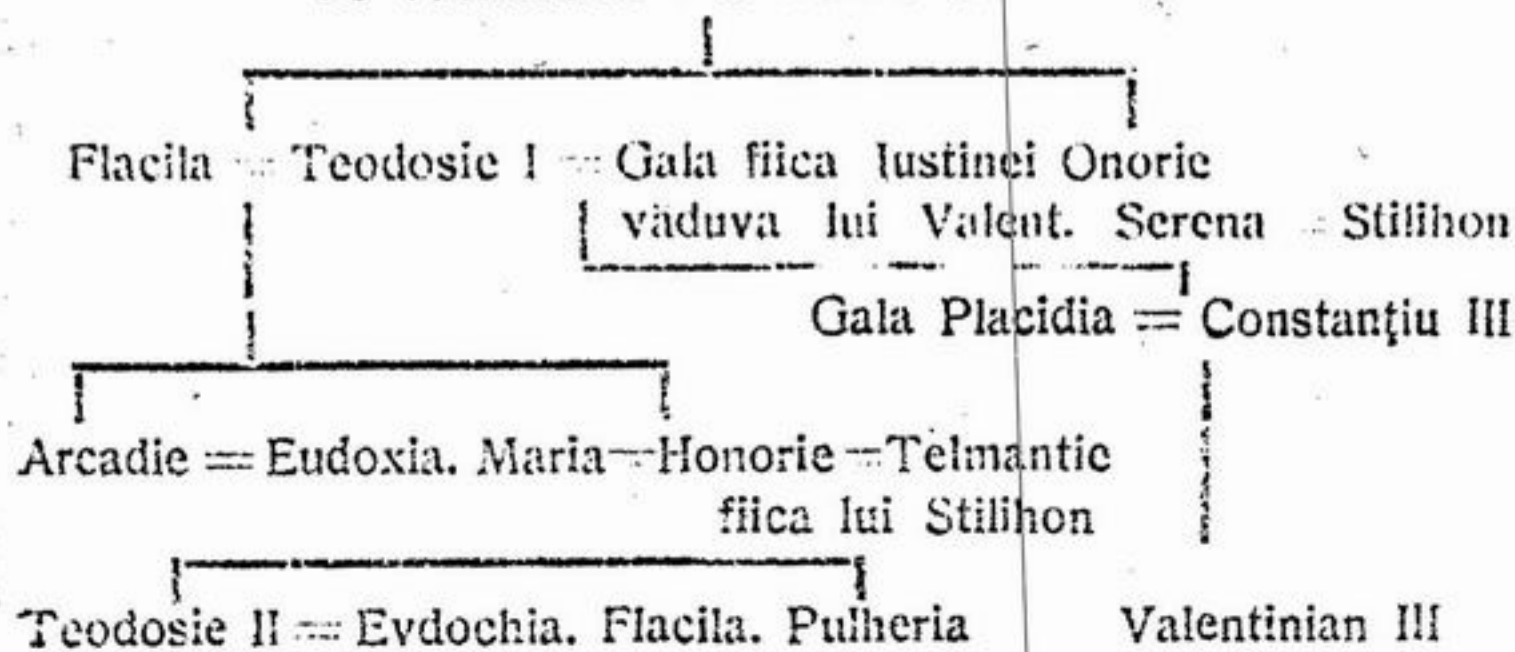 Flacila = Teodosie I = Gala fiica Iustinei Onorie
văduva lui Valent. Serena = Stilihon
Gala Placidia = Constanţiu III
Arcadie = Eudoxia. Maria = Honorie = Telmantie
fiica lui Stilihon
Teodosie II = Evdochia. Flacila. Pulheria Valentinian III